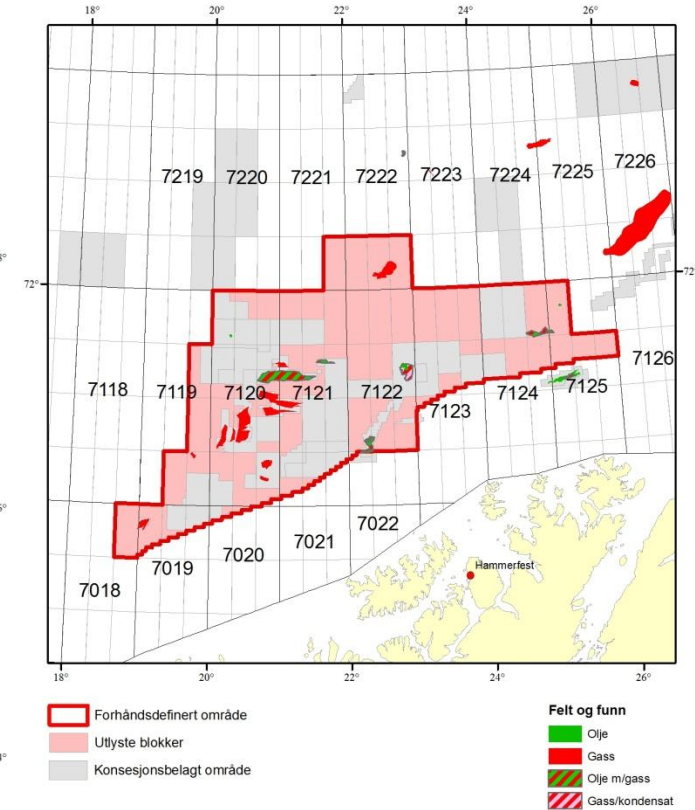 18° 20° 22° 24° 26°
7219 7220 7221 7222 7223 7224 7225 7226
72° 72
7118 7119 7120 7121 7122 7123 7124 7125 7126
7018 7019 7020 7021 7022
Hammerfest
18° 20° 22° 24° 26°
Forhåndsdefinert område
Utlyste blokker
Konsesjonsbelagt område
Felt og funn
Olje
Gass
Olje m/gass
Gass/kondensat